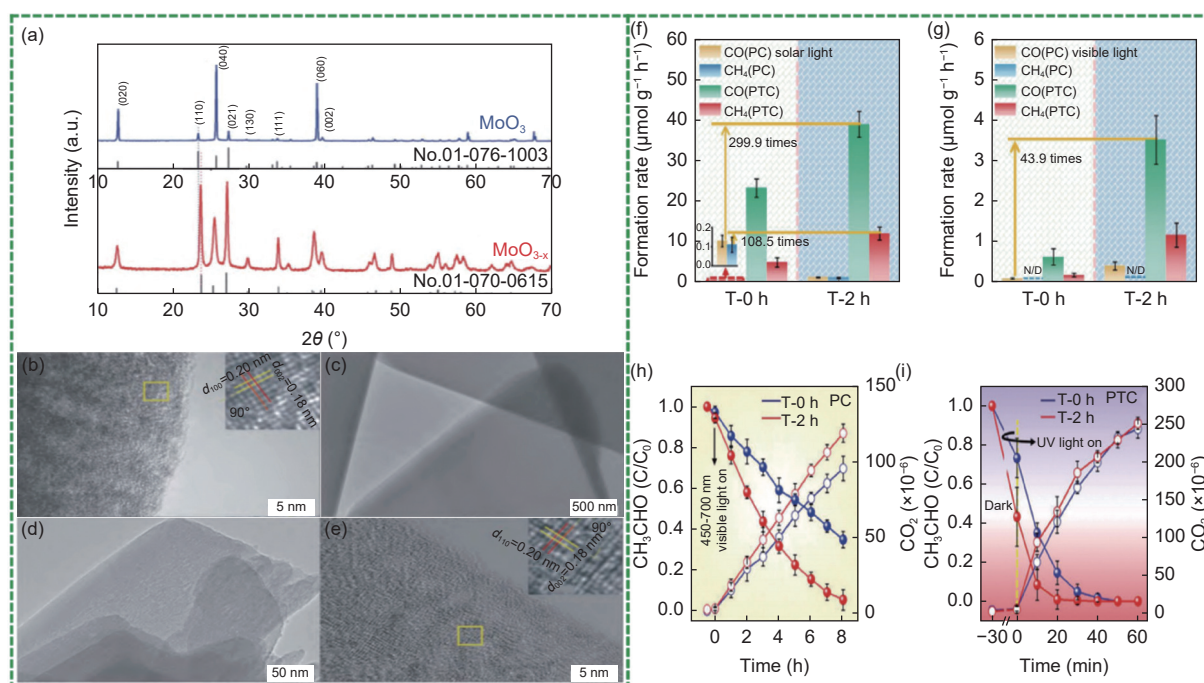 (a)
Intensity (a.u.)
(020)
(110)
(040)
(021)
(130)
(111)
(060)
(002)
MoO₃
No.01-076-1003
10 20 30 40 50 60 70
MoO₃₋ₓ
No.01-070-0615
10 20 30 40 50 60 70
2θ (°)
(b)
d₁₀₀=0.20 nm
d₀₀₂=0.18 nm
90°
5 nm
(c)
500 nm
(d)
50 nm
(e)
90°
d₁₁₀=0.20 nm
d₀₀₂=0.18 nm
5 nm
(f)
Formation rate (μmol g⁻¹ h⁻¹)
60
50
40
30
20
10
0
CO(PC) solar light
CH₄(PC)
CO(PTC)
CH₄(PTC)
299.9 times
108.5 times
0.2
0.1
0.0
T-0 h T-2 h
(g)
Formation rate (μmol g⁻¹ h⁻¹)
6
5
4
3
2
1
0
CO(PC) visible light
CH₄(PC)
CO(PTC)
CH₄(PTC)
43.9 times
N/D
N/D
T-0 h T-2 h
(h)
CH₃CHO (C/C₀)
1.0
0.8
0.6
0.4
0.2
0.0
T-0 h PC
T-2 h
450-700 nm
visible light on
150
100
50
0
CO₂ (×10⁻⁶)
0 2 4 6 8
Time (h)
(i)
CH₃CHO (C/C₀)
1.0
0.8
0.6
0.4
0.2
0.0
T-0 h PTC
T-2 h
UV light on
Dark
300
250
200
150
100
50
0
CO₂ (×10⁻⁶)
−30 0 20 40 60
Time (min)